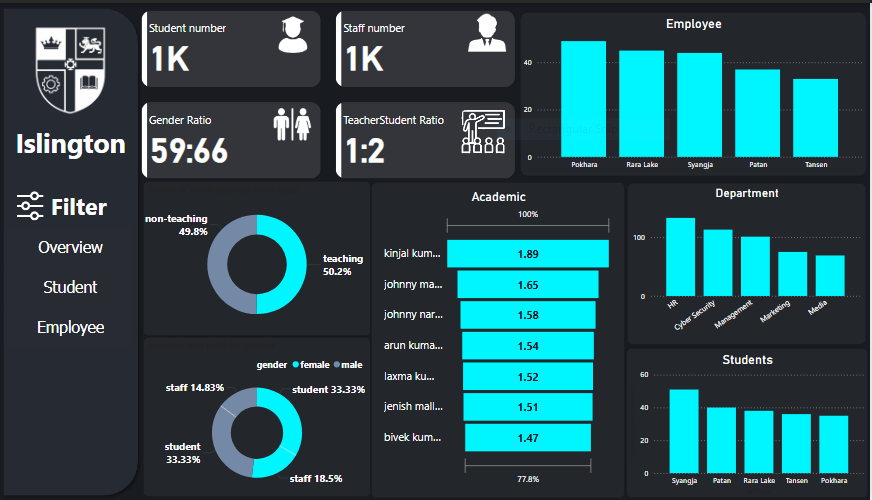 Islington
Filter
Overview
Student
Employee
Student number
1K
Staff number
1K
Gender Ratio
59:66
TeacherStudent Ratio
1:2
Employee
40
20
0
Pokhara
Rara Lake
Syangja
Patan
Tansen
non-teaching
49.8%
teaching
50.2%
gender
female
male
staff 14.83%
student 33.33%
student
33.33%
staff 18.5%
Academic
100%
kinjal kum... 1.89
johnny ma... 1.65
johnny nar... 1.58
arun kuma... 1.54
laxma ku... 1.52
jenish mall... 1.51
bivek kum... 1.47
77.8%
Department
100
0
HR
Cyber Security
Management
Marketing
Media
Students
60
40
20
0
Syangja
Patan
Rara Lake
Tansen
Pokhara